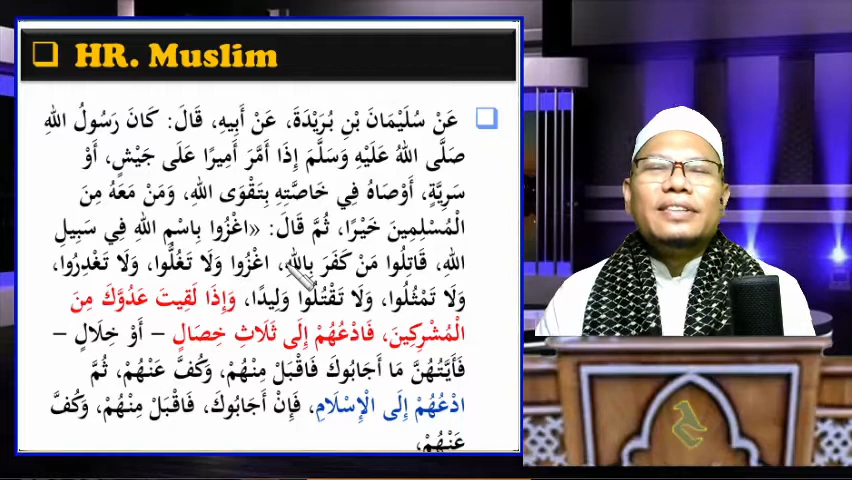 HR. Muslim
عَنْ سُلَيْمَانَ بْنِ بُرَيْدَةَ، عَنْ أَبِيهِ، قَالَ: كَانَ رَسُولُ اللهِ
صَلَّى اللهُ عَلَيْهِ وَسَلَّمَ إِذَا أَمَّرَ أَمِيرًا عَلَى جَيْشٍ، أَوْ
سَرِيَّةٍ، أَوْصَاهُ فِي خَاصَّتِهِ بِتَقْوَى اللهِ، وَمَنْ مَعَهُ مِنَ
الْمُسْلِمِينَ خَيْرًا، ثُمَّ قَالَ: «اغْزُوا بِاسْمِ اللهِ فِي سَبِيلِ
اللهِ، قَاتِلُوا مَنْ كَفَرَ بِاللهِ، اغْزُوا وَلَا تَغُلُّوا، وَلَا تَغْدِرُوا،
وَلَا تَمْثُلُوا، وَلَا تَقْتُلُوا وَلِيدًا، وَإِذَا لَقِيتَ عَدُوَّكَ مِنَ
الْمُشْرِكِينَ، فَادْعُهُمْ إِلَى ثَلَاثِ خِصَالٍ – أَوْ خِلَالٍ –
فَأَيَّتُهُنَّ مَا أَجَابُوكَ فَاقْبَلْ مِنْهُمْ، وَكُفَّ عَنْهُمْ، ثُمَّ
ادْعُهُمْ إِلَى الْإِسْلَامِ، فَإِنْ أَجَابُوكَ، فَاقْبَلْ مِنْهُمْ، وَكُفَّ
عَنْهُمْ،